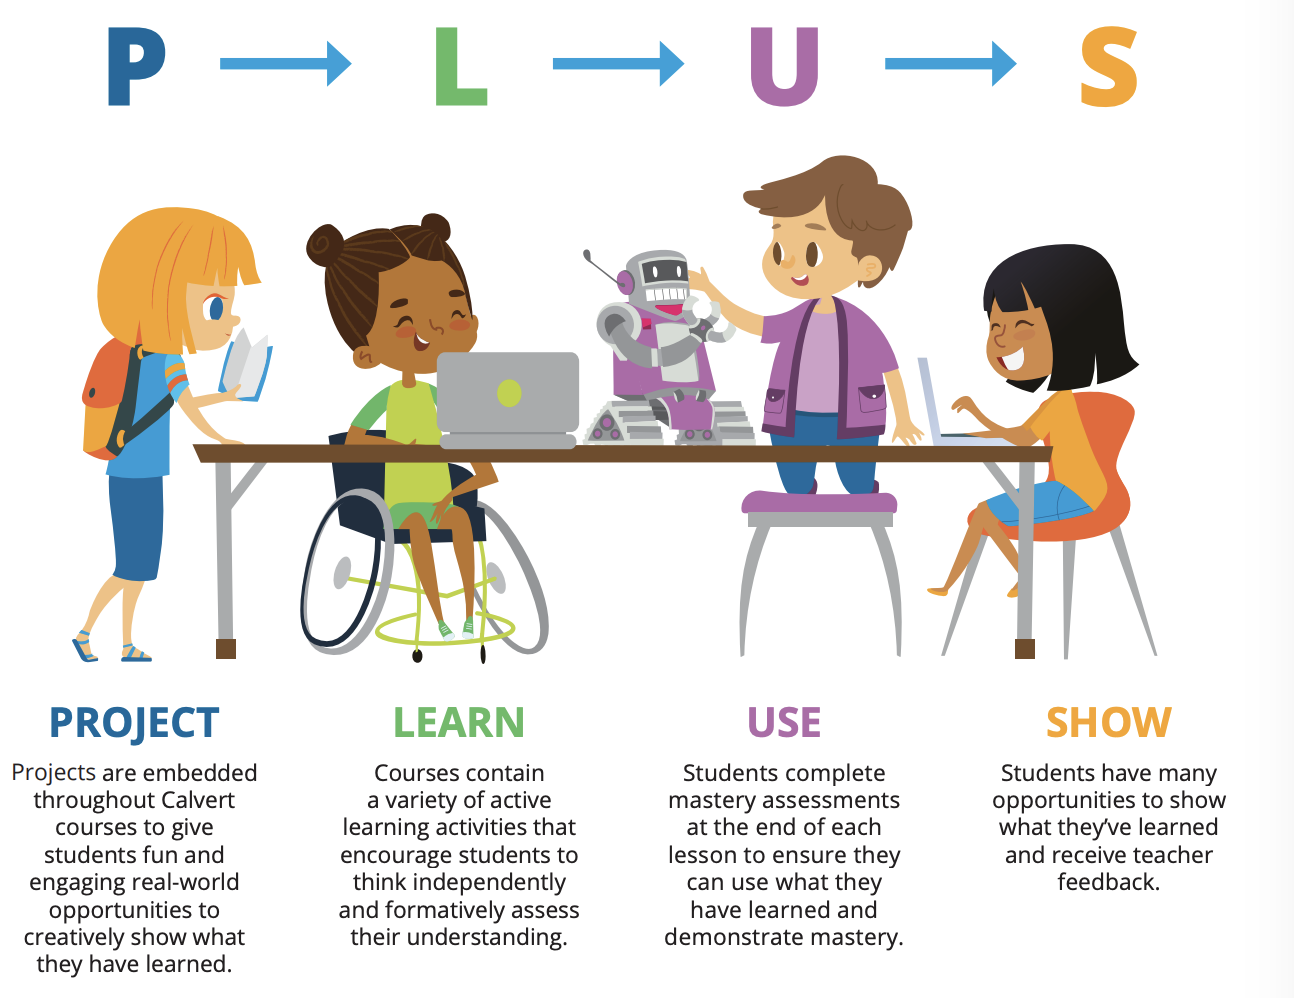 P L U S
PROJECT
Projects are embedded
throughout Calvert
courses to give
students fun and
engaging real-world
opportunities to
creatively show what
they have learned.
LEARN
Courses contain
a variety of active
learning activities that
encourage students to
think independently
and formatively assess
their understanding.
USE
Students complete
mastery assessments
at the end of each
lesson to ensure they
can use what they
have learned and
demonstrate mastery.
SHOW
Students have many
opportunities to show
what they’ve learned
and receive teacher
feedback.